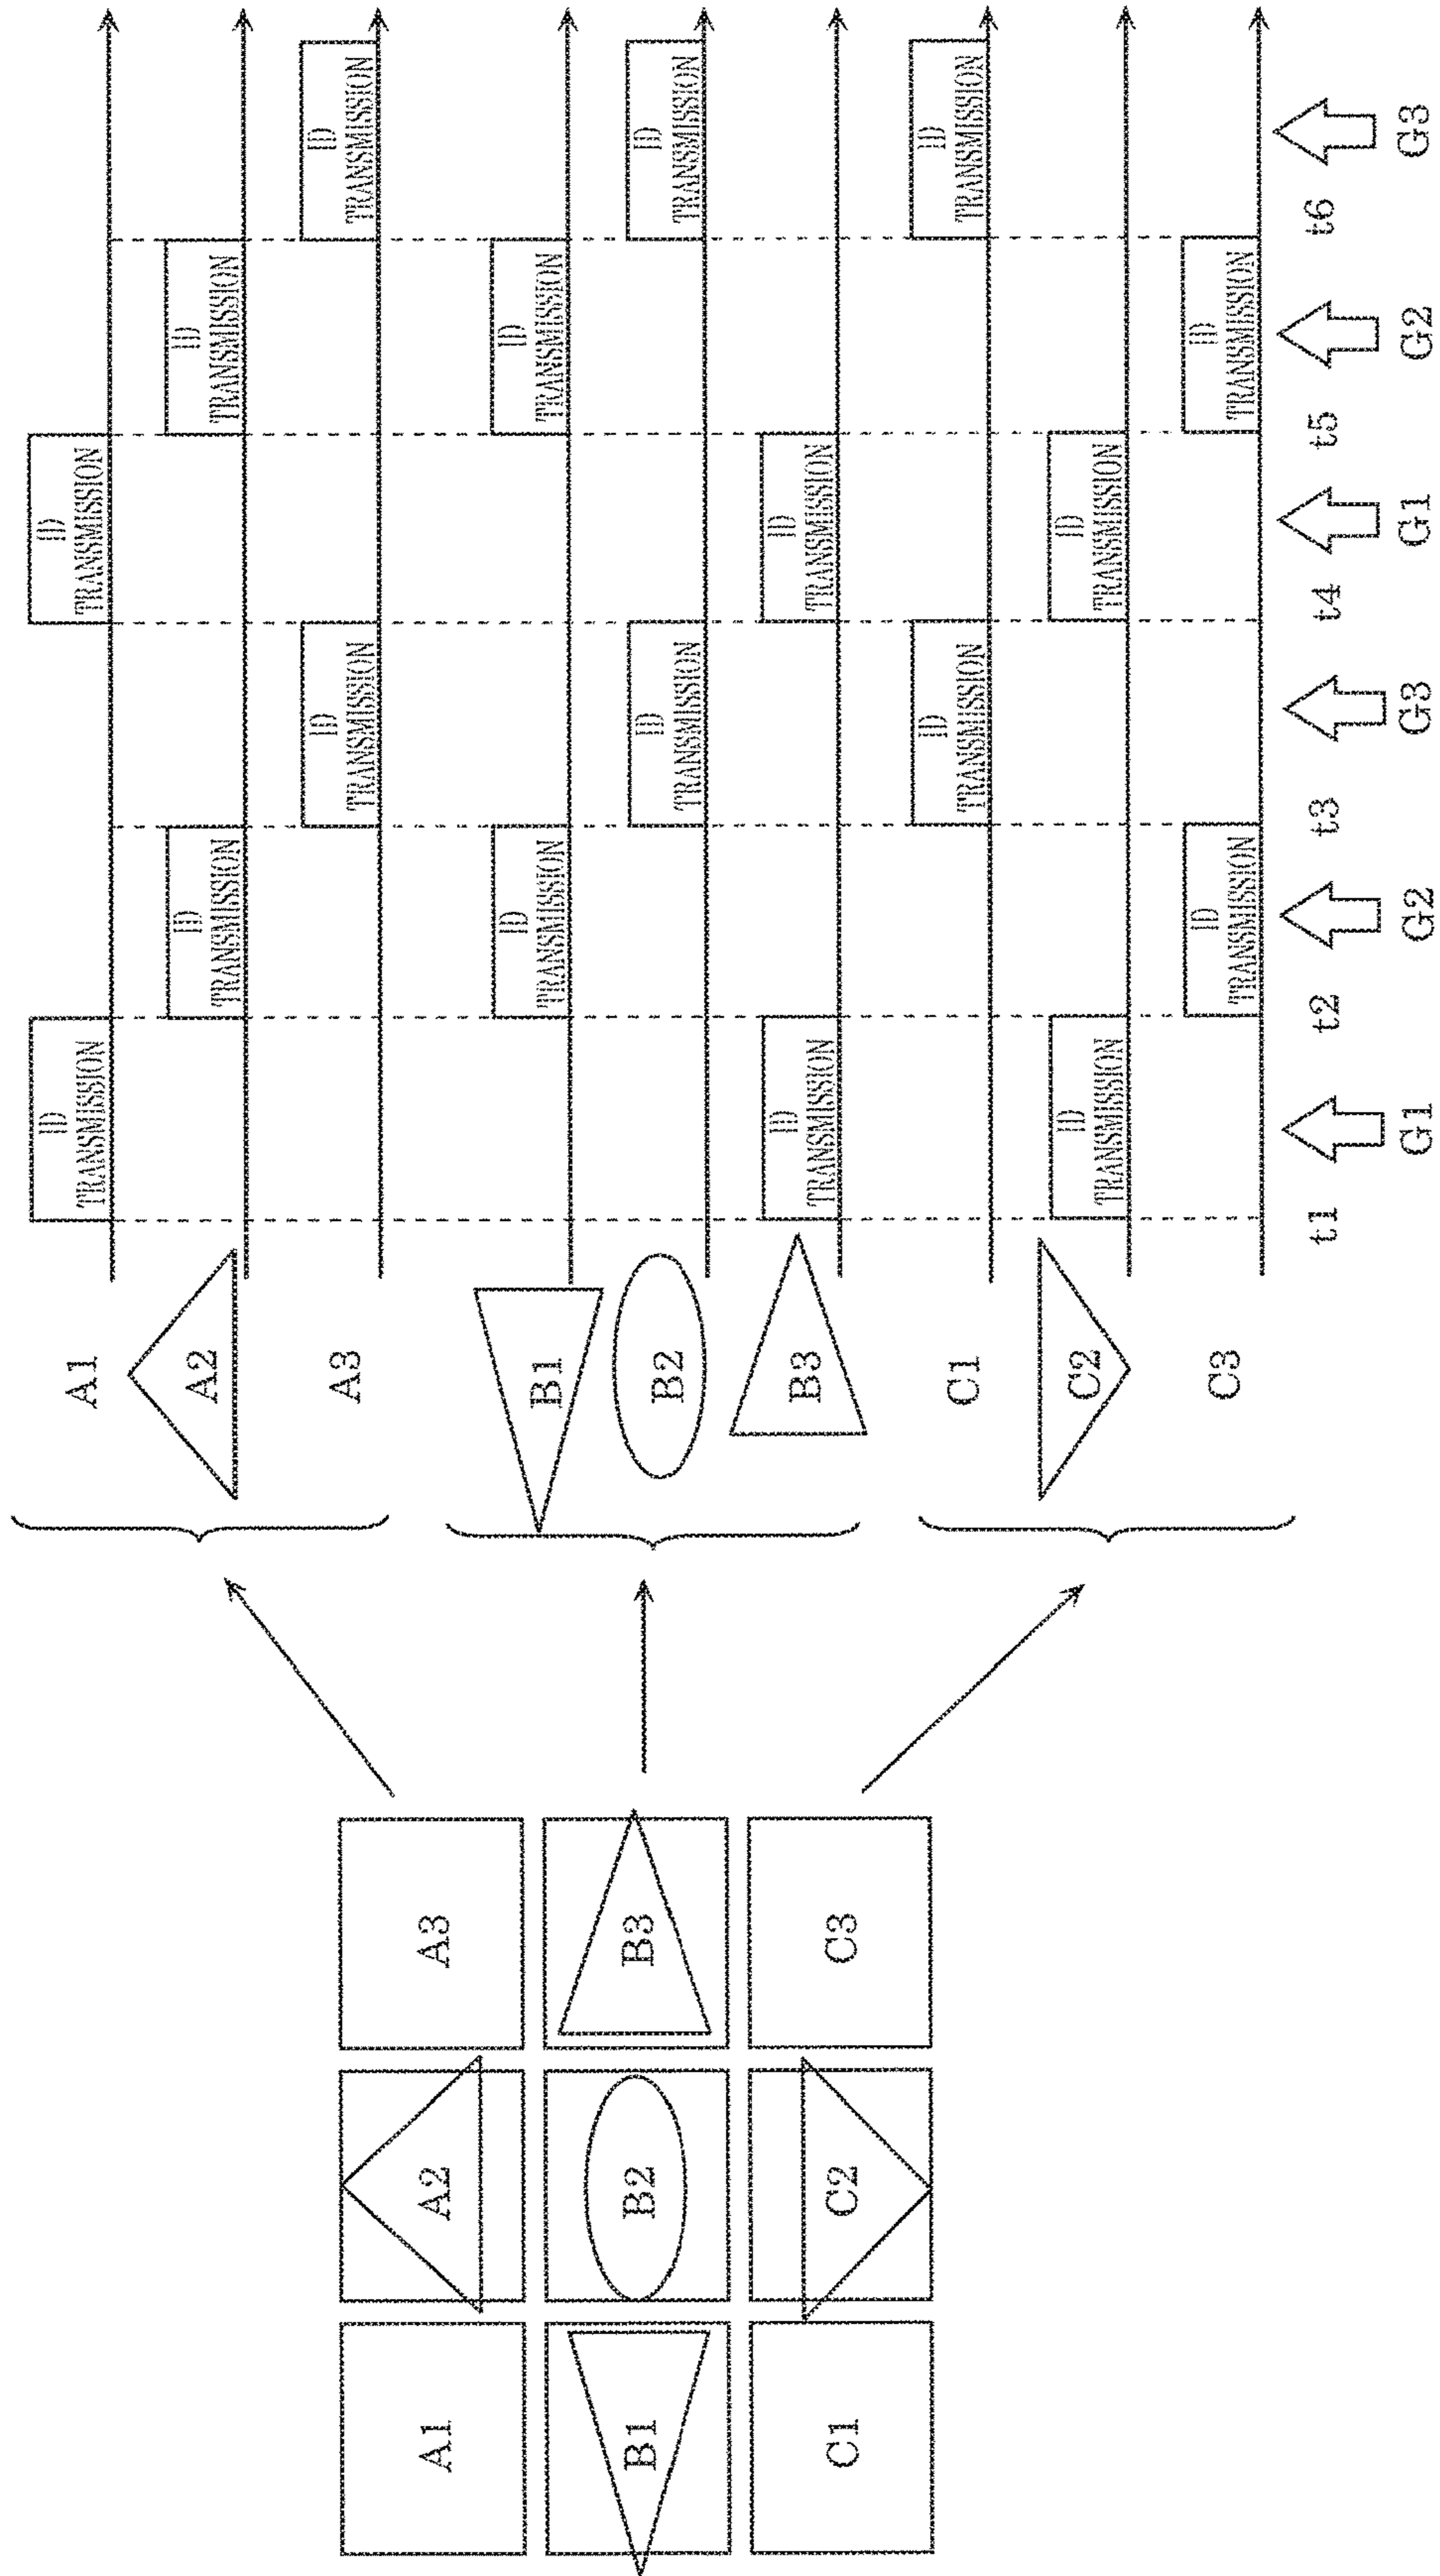 A1 A2 A3
B1 B2 B3
C1 C2 C3
A1
ID ID
TRANSMISSION TRANSMISSION
A2
ID ID
TRANSMISSION TRANSMISSION
A3
ID ID
TRANSMISSION TRANSMISSION
B1
ID ID
TRANSMISSION TRANSMISSION
B2
ID ID
TRANSMISSION TRANSMISSION
B3
ID ID
TRANSMISSION TRANSMISSION
C1
ID ID
TRANSMISSION TRANSMISSION
C2
ID ID
TRANSMISSION TRANSMISSION
C3
ID ID
TRANSMISSION TRANSMISSION
t1 t2 t3 t4 t5 t6
G1 G2 G3 G1 G2 G3